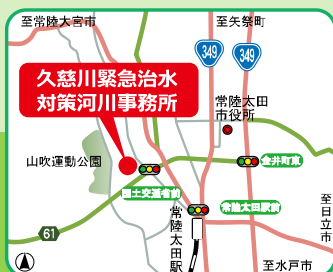 至常陸大宮市
至矢祭町
349
349
久慈川緊急治水
対策河川事務所
常陸太田
市役所
山吹運動公園
金井町東
国土交通省前
常陸太田駅前
至日立市
61
常陸太田駅
至水戸市